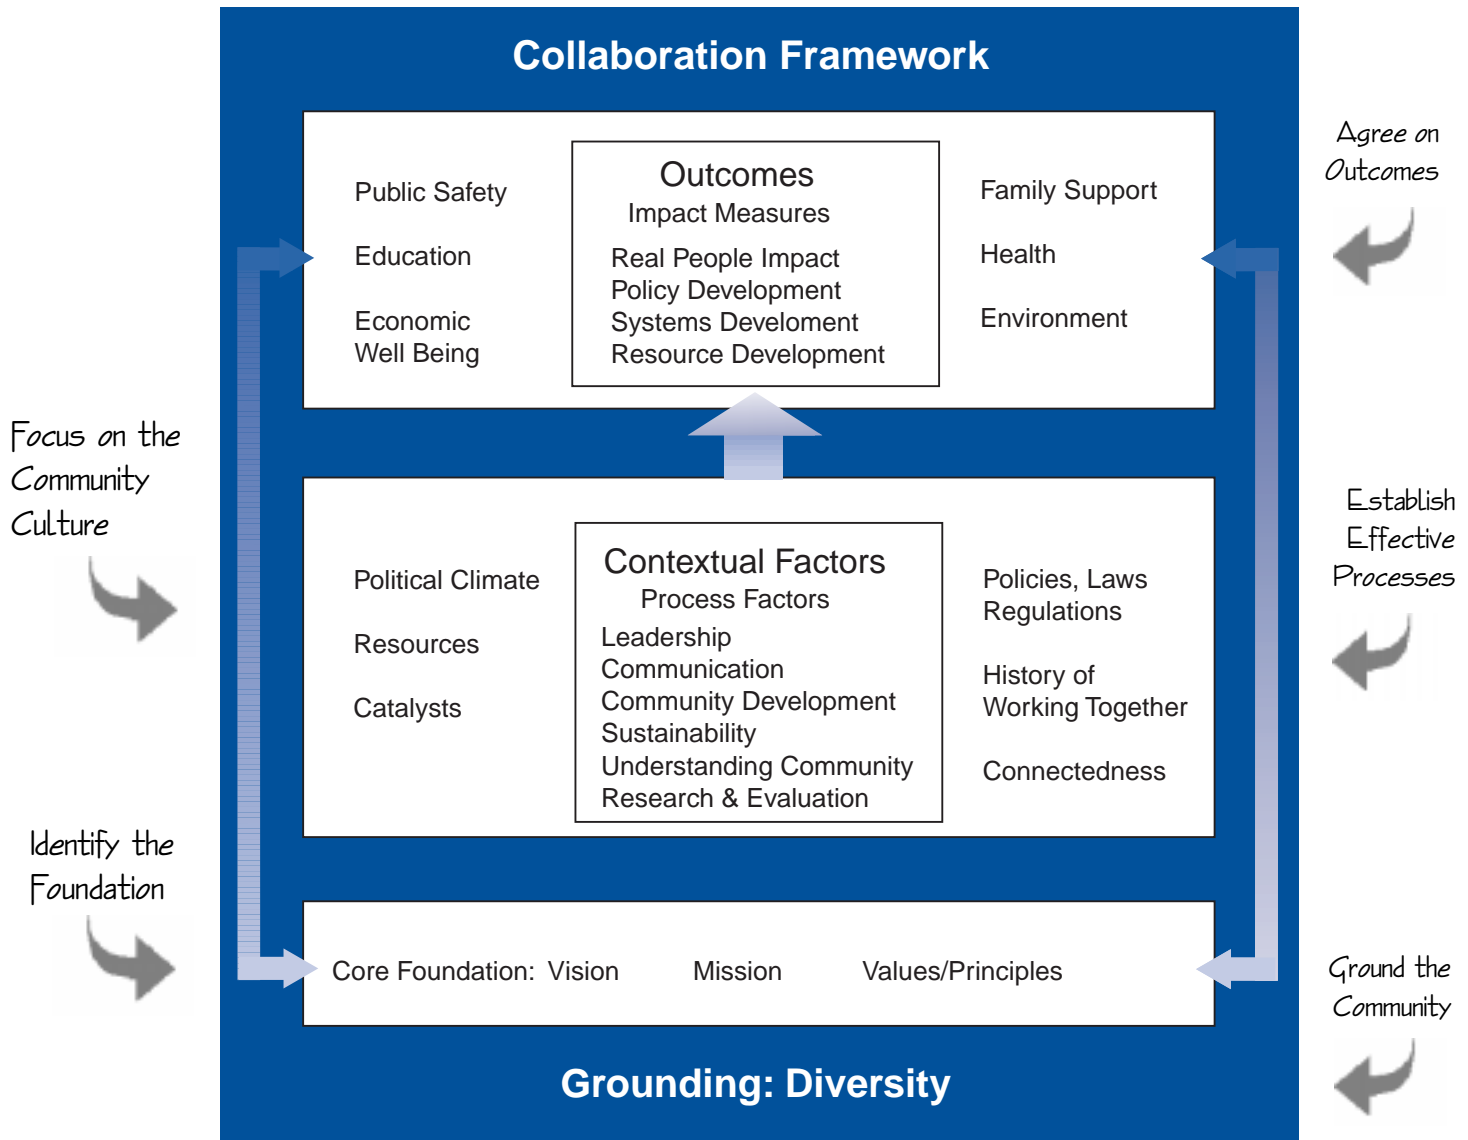 Collaboration Framework
Public Safety
Education
Economic
Well Being
Outcomes
Impact Measures
Real People Impact
Policy Development
Systems Develoment
Resource Development
Family Support
Health
Environment
Agree on
Outcomes
Focus on the
Community
Culture
Political Climate
Resources
Catalysts
Contextual Factors
Process Factors
Leadership
Communication
Community Development
Sustainability
Understanding Community
Research & Evaluation
Policies, Laws
Regulations
History of
Working Together
Connectedness
Establish
Effective
Processes
Identify the
Foundation
Core Foundation: Vision Mission Values/Principles
Ground the
Community
Grounding: Diversity